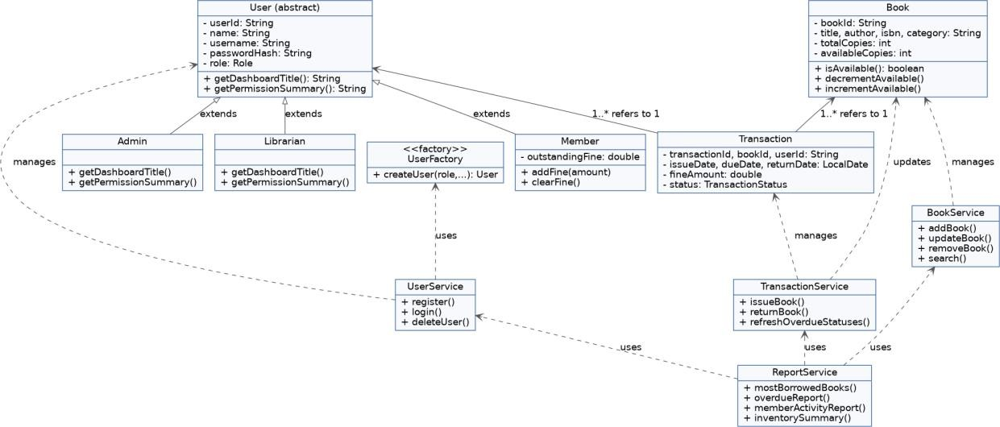 User (abstract)
- userId: String
- name: String
- username: String
- passwordHash: String
- role: Role
+ getDashboardTitle(): String
+ getPermissionSummary(): String
Book
- bookId: String
- title, author, isbn, category: String
- totalCopies: int
- availableCopies: int
+ isAvailable(): boolean
+ decrementAvailable()
+ incrementAvailable()
extends
extends
extends
1..* refers to 1
1..* refers to 1
Admin
+ getDashboardTitle()
+ getPermissionSummary()
Librarian
+ getDashboardTitle()
+ getPermissionSummary()
<<factory>>
UserFactory
+ createUser(role,...): User
Member
- outstandingFine: double
+ addFine(amount)
+ clearFine()
Transaction
- transactionId, bookId, userId: String
- issueDate, dueDate, returnDate: LocalDate
- fineAmount: double
- status: TransactionStatus
manages
updates
manages
BookService
+ addBook()
+ updateBook()
+ removeBook()
+ search()
uses
manages
UserService
+ register()
+ login()
+ deleteUser()
TransactionService
+ issueBook()
+ returnBook()
+ refreshOverdueStatuses()
uses
uses
uses
ReportService
+ mostBorrowedBooks()
+ overdueReport()
+ memberActivityReport()
+ inventorySummary()